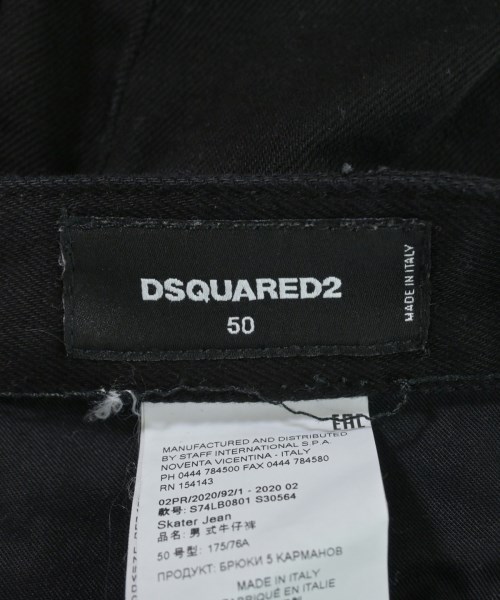 DSQUARED2
50
MADE IN ITALY
EAC
MANUFACTURED AND DISTRIBUTED
BY STAFF INTERNATIONAL S.P.A.
NOVENTA VICENTINA - ITALY
PH 0444 784500 FAX 0444 784580
RN 154143
02PR/2020/92/1 - 2020 02
款号: S74LB0801 S30564
Skater Jean
品名: 男式牛仔裤
50 号型: 175/76A
ПРОДУКТ: БРЮКИ 5 КАРМАНОВ
MADE IN ITALY
FABRIQUÉ EN ITALIE